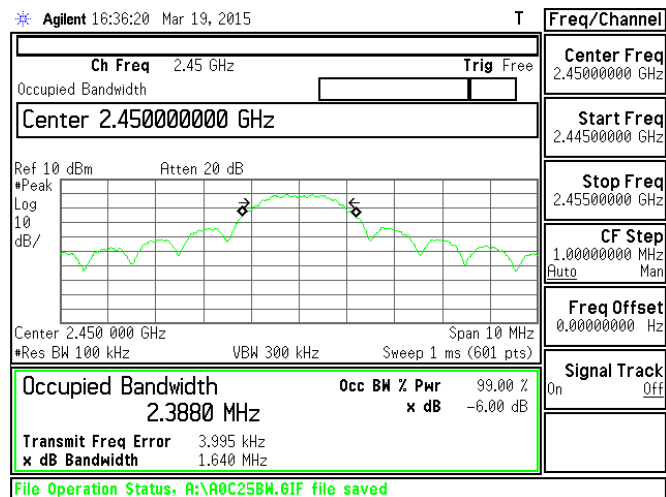 Agilent 16:36:20 Mar 19, 2015 T
Freq/Channel
Ch Freq 2.45 GHz Trig Free
Occupied Bandwidth
Center 2.450000000 GHz
Ref 10 dBm Atten 20 dB
#Peak
Log
10
dB/
Center 2.450 000 GHz Span 10 MHz
#Res BW 100 kHz VBW 300 kHz Sweep 1 ms (601 pts)
Occupied Bandwidth Occ BW % Pwr 99.00 %
2.3880 MHz x dB -6.00 dB
Transmit Freq Error 3.995 kHz
x dB Bandwidth 1.640 MHz
File Operation Status, A:\A0C25BW.GIF file saved
Center Freq
2.45000000 GHz
Start Freq
2.44500000 GHz
Stop Freq
2.45500000 GHz
CF Step
1.00000000 MHz
Auto Man
Freq Offset
0.00000000 Hz
Signal Track
On Off